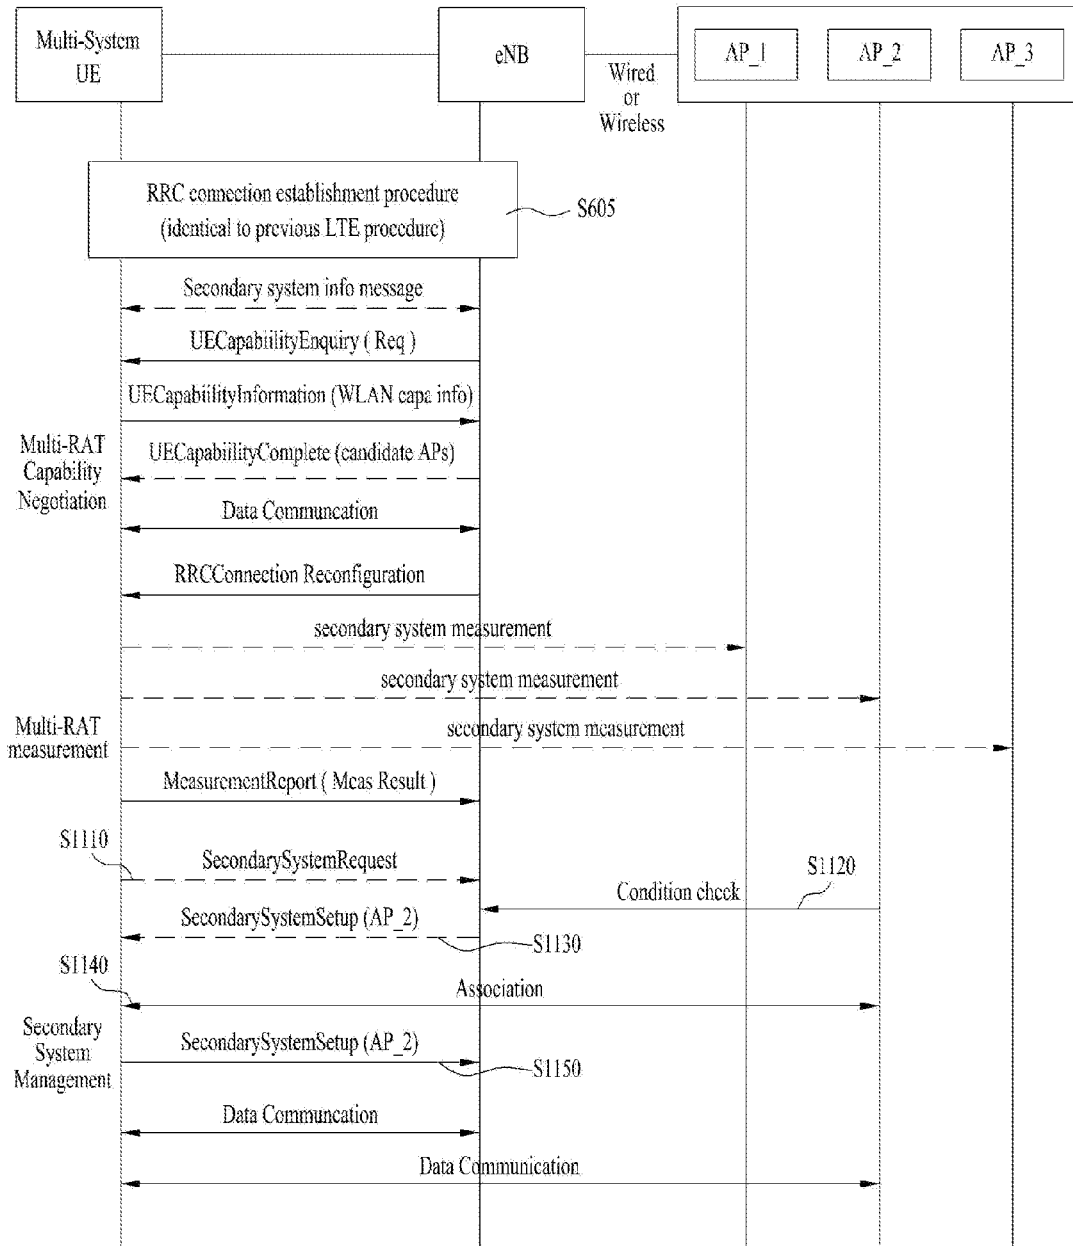 Multi-System
UE
eNB
AP_1
AP_2
AP_3
Wired
or
Wireless
RRC connection establishment procedure
(identical to previous LTE procedure)
S605
Secondary system info message
UECapabiilityEnquiry ( Req )
UECapabiilityInformation (WLAN capa info)
UECapabiilityComplete (candidate APs)
Multi-RAT
Capability
Negotiation
Data Communcation
RRCConnection Reconfiguration
secondary system measurement
secondary system measurement
secondary system measurement
Multi-RAT
measurement
MeasurementReport ( Meas Result )
S1110
SecondarySystemRequest
S1120
Condition check
SecondarySystemSetup (AP_2)
S1130
S1140
Association
Secondary
System
Management
SecondarySystemSetup (AP_2)
S1150
Data Communcation
Data Communication